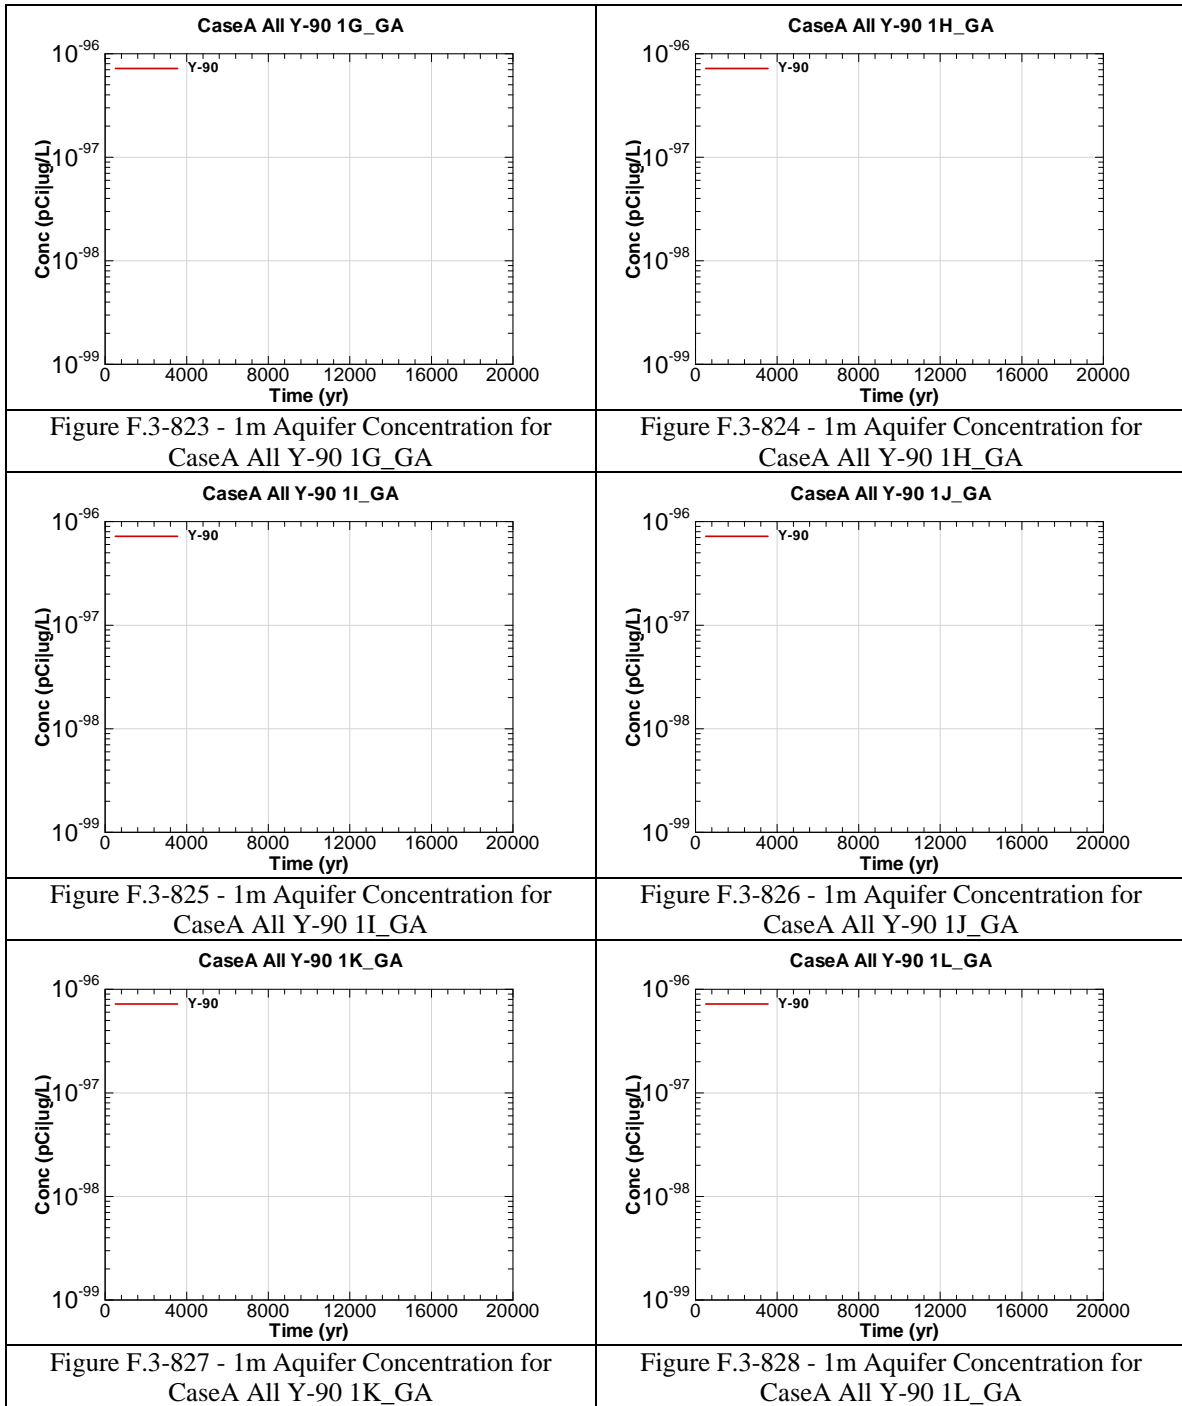 CaseA All Y-90 1G_GA
Y-90
Conc (pCi|ug/L)
10-96
10-97
10-98
10-99
0 4000 8000 12000 16000 20000
Time (yr)
Figure F.3-823 - 1m Aquifer Concentration for
CaseA All Y-90 1G_GA
CaseA All Y-90 1H_GA
Y-90
Conc (pCi|ug/L)
10-96
10-97
10-98
10-99
0 4000 8000 12000 16000 20000
Time (yr)
Figure F.3-824 - 1m Aquifer Concentration for
CaseA All Y-90 1H_GA
CaseA All Y-90 1I_GA
Y-90
Conc (pCi|ug/L)
10-96
10-97
10-98
10-99
0 4000 8000 12000 16000 20000
Time (yr)
Figure F.3-825 - 1m Aquifer Concentration for
CaseA All Y-90 1I_GA
CaseA All Y-90 1J_GA
Y-90
Conc (pCi|ug/L)
10-96
10-97
10-98
10-99
0 4000 8000 12000 16000 20000
Time (yr)
Figure F.3-826 - 1m Aquifer Concentration for
CaseA All Y-90 1J_GA
CaseA All Y-90 1K_GA
Y-90
Conc (pCi|ug/L)
10-96
10-97
10-98
10-99
0 4000 8000 12000 16000 20000
Time (yr)
Figure F.3-827 - 1m Aquifer Concentration for
CaseA All Y-90 1K_GA
CaseA All Y-90 1L_GA
Y-90
Conc (pCi|ug/L)
10-96
10-97
10-98
10-99
0 4000 8000 12000 16000 20000
Time (yr)
Figure F.3-828 - 1m Aquifer Concentration for
CaseA All Y-90 1L_GA